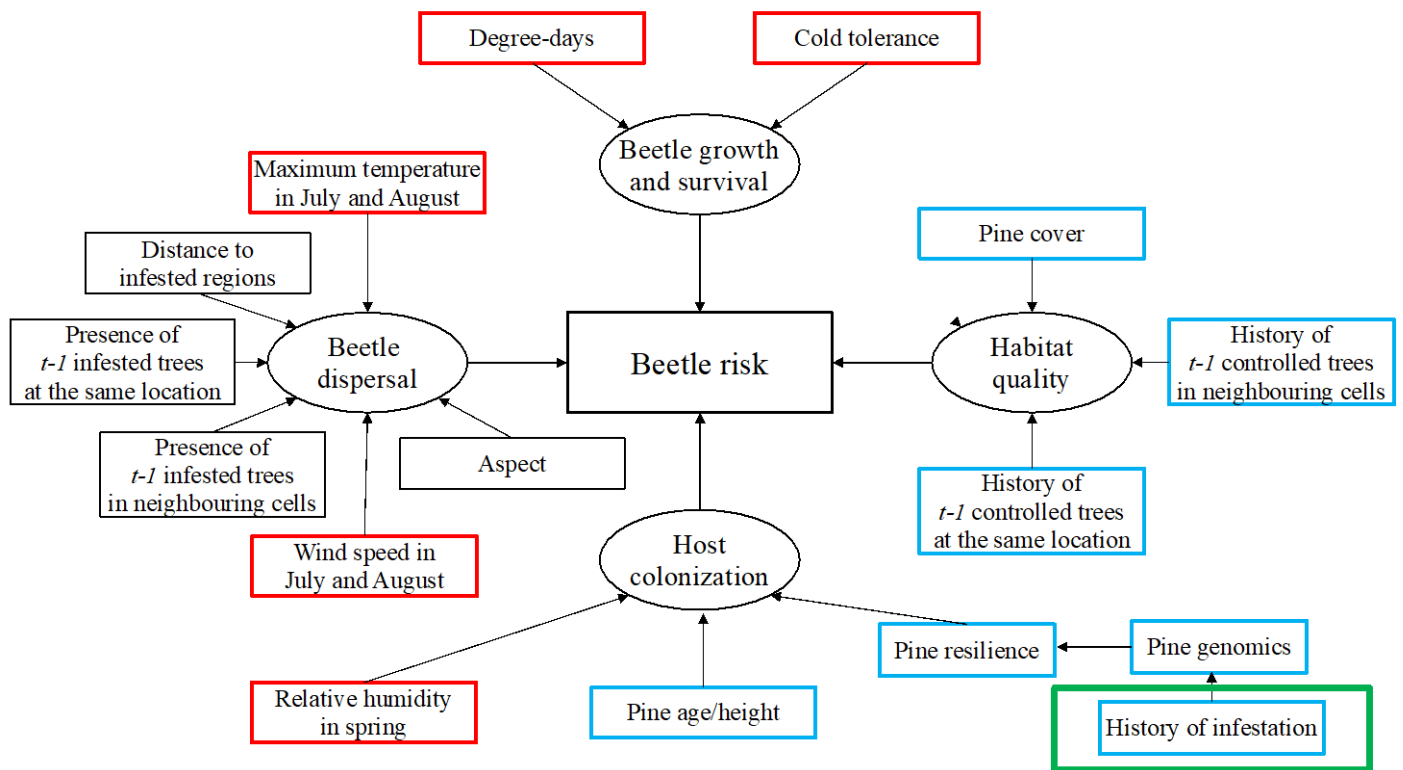 Degree-days
Cold tolerance
Beetle growth
and survival
Maximum temperature
in July and August
Pine cover
Distance to
infested regions
Presence of
t-1 infested trees
at the same location
Beetle
dispersal
Beetle risk
Habitat
quality
History of
t-1 controlled trees
in neighbouring cells
Presence of
t-1 infested trees
in neighbouring cells
Aspect
History of
t-1 controlled trees
at the same location
Wind speed in
July and August
Host
colonization
Pine resilience
Pine genomics
Relative humidity
in spring
Pine age/height
History of infestation